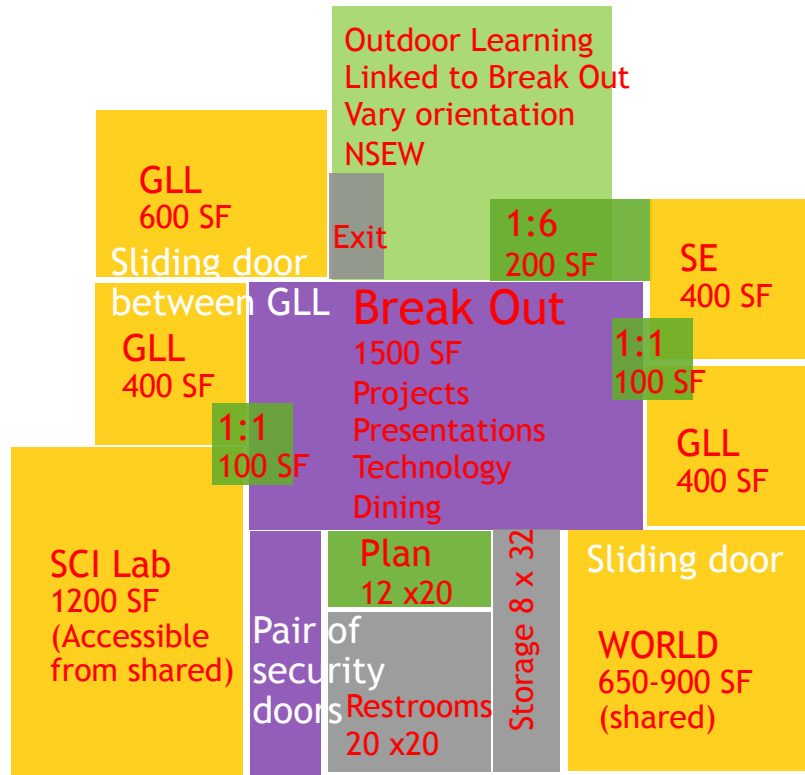 Outdoor Learning
Linked to Break Out
Vary orientation
NSEW
GLL
600 SF
Exit
1:6
200 SF
SE
400 SF
Sliding door
between GLL
GLL
400 SF
Break Out
1500 SF
Projects
Presentations
Technology
Dining
1:1
100 SF
1:1
100 SF
GLL
400 SF
SCI Lab
1200 SF
(Accessible
from shared)
Pair of
security
doors
Plan
12 x20
Restrooms
20 x20
Storage 8 x 32
Sliding door
WORLD
650-900 SF
(shared)